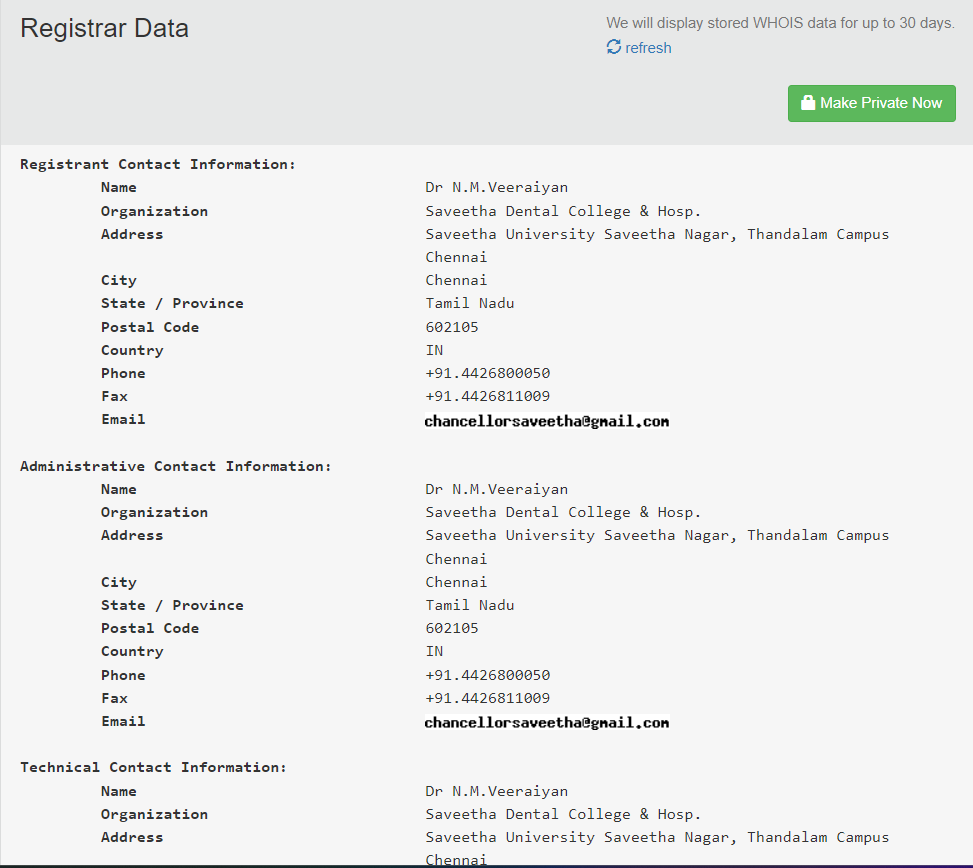 Registrar Data
We will display stored WHOIS data for up to 30 days.
refresh
Make Private Now
Registrant Contact Information:
Name Dr N.M.Veeraiyan
Organization Saveetha Dental College & Hosp.
Address Saveetha University Saveetha Nagar, Thandalam Campus
Chennai
City Chennai
State / Province Tamil Nadu
Postal Code 602105
Country IN
Phone +91.4426800050
Fax +91.4426811009
Email chancellorsaveetha@gmail.com
Administrative Contact Information:
Name Dr N.M.Veeraiyan
Organization Saveetha Dental College & Hosp.
Address Saveetha University Saveetha Nagar, Thandalam Campus
Chennai
City Chennai
State / Province Tamil Nadu
Postal Code 602105
Country IN
Phone +91.4426800050
Fax +91.4426811009
Email chancellorsaveetha@gmail.com
Technical Contact Information:
Name Dr N.M.Veeraiyan
Organization Saveetha Dental College & Hosp.
Address Saveetha University Saveetha Nagar, Thandalam Campus
Chennai